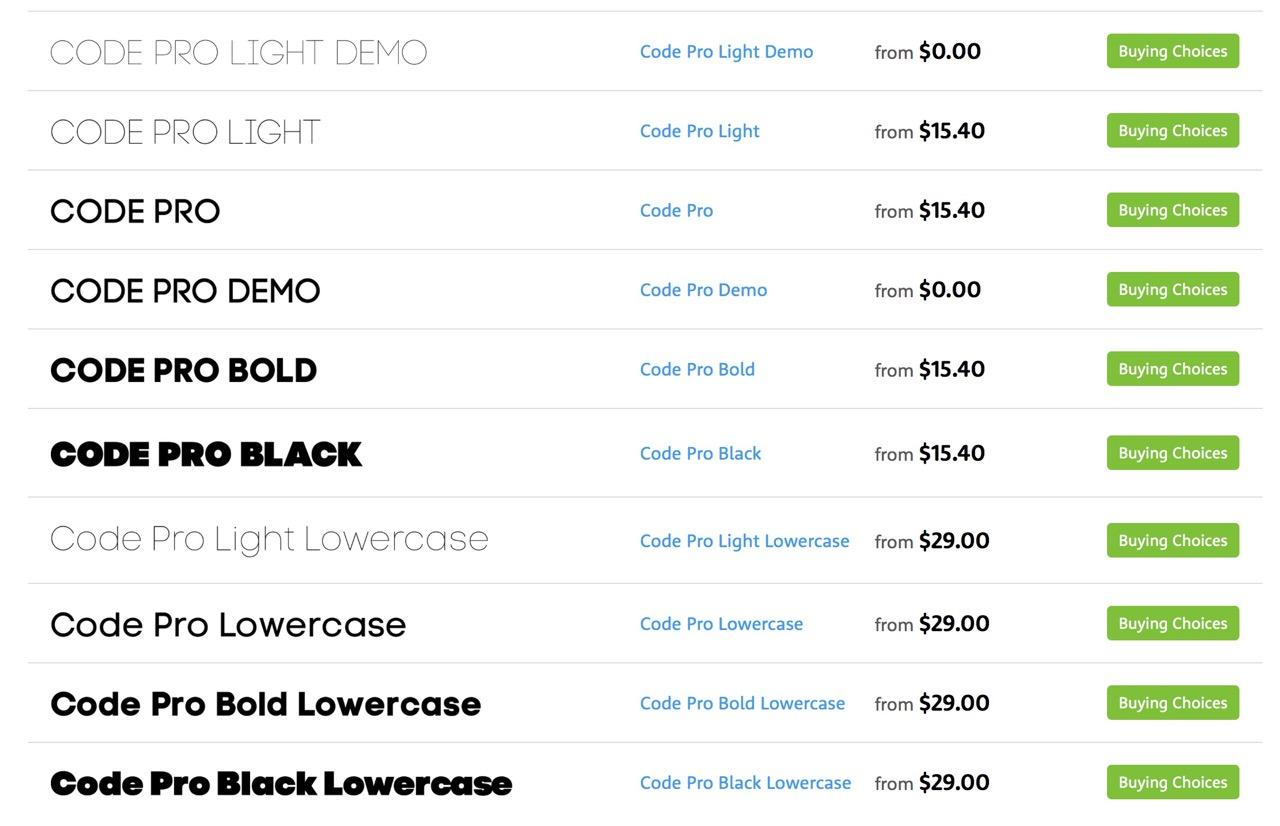 CODE PRO LIGHT DEMO Code Pro Light Demo from $0.00 Buying Choices
CODE PRO LIGHT Code Pro Light from $15.40 Buying Choices
CODE PRO Code Pro from $15.40 Buying Choices
CODE PRO DEMO Code Pro Demo from $0.00 Buying Choices
CODE PRO BOLD Code Pro Bold from $15.40 Buying Choices
CODE PRO BLACK Code Pro Black from $15.40 Buying Choices
Code Pro Light Lowercase Code Pro Light Lowercase from $29.00 Buying Choices
Code Pro Lowercase Code Pro Lowercase from $29.00 Buying Choices
Code Pro Bold Lowercase Code Pro Bold Lowercase from $29.00 Buying Choices
Code Pro Black Lowercase Code Pro Black Lowercase from $29.00 Buying Choices